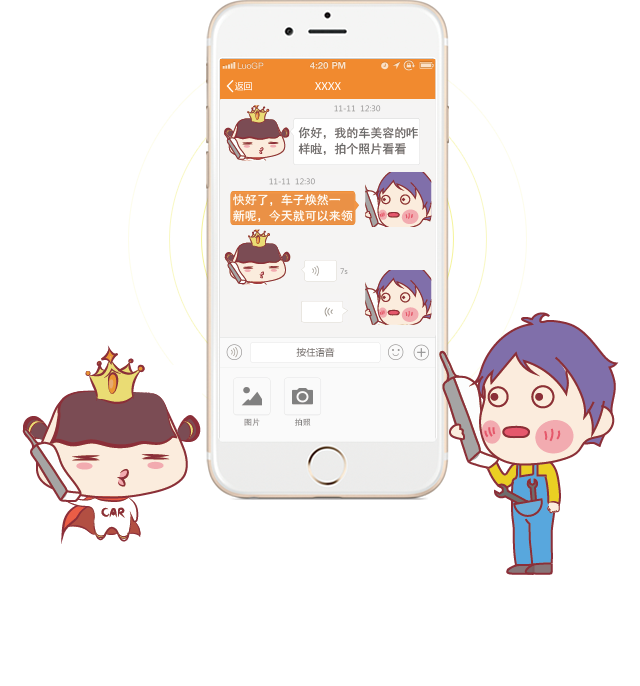 LuoGP 4:20 PM
返回 XXXX
11-11 12:30
你好，我的车美容的咋
样啦，拍个照片看看
11-11 12:30
快好了，车子焕然一
新呢，今天就可以来领
7s
按住语音
图片 拍照
CAR